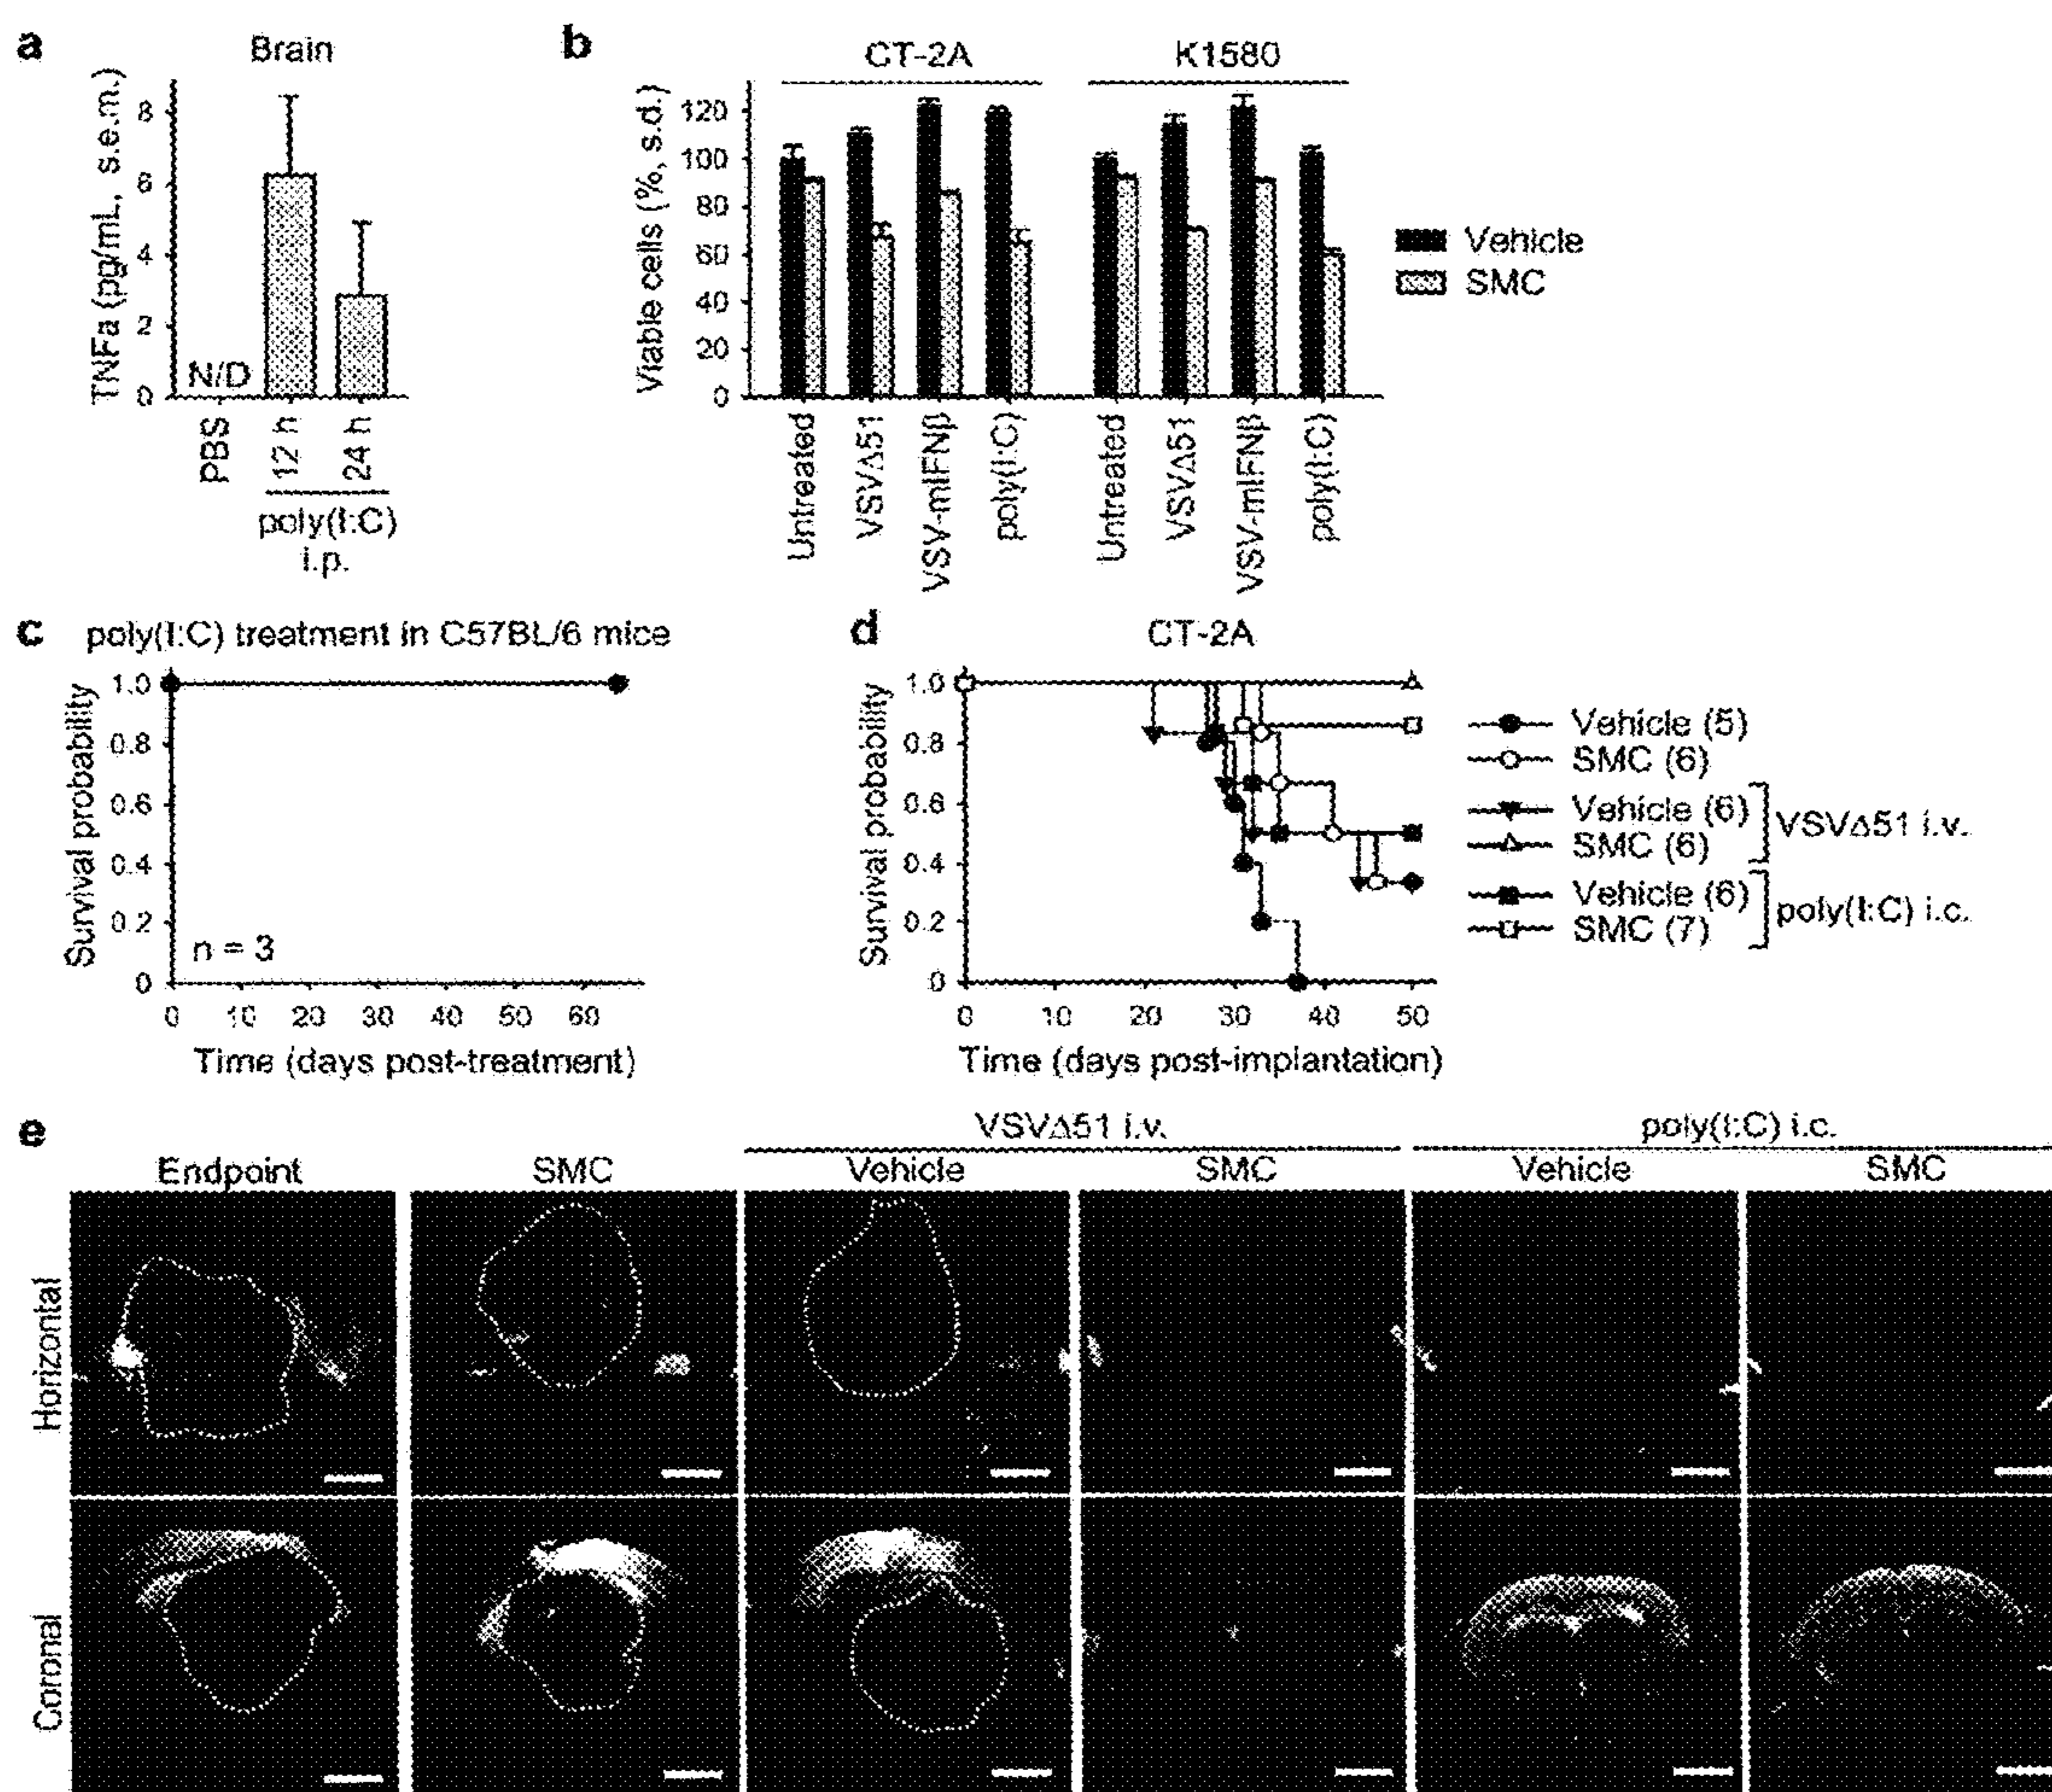 a
Brain
TNFa (pg/mL, s.e.m.)
8
6
4
2
0
N/D
PBS
12 h
24 h
poly(I:C)
i.p.
b
CT-2A
K1580
Viable cells (%, s.d.)
120
100
80
60
40
20
0
Untreated
VSVΔ51
VSV-mIFNβ
poly(I:C)
Untreated
VSVΔ51
VSV-mIFNβ
poly(I:C)
Vehicle
SMC
c
poly(I:C) treatment in C57BL/6 mice
Survival probability
1.0
0.8
0.6
0.4
0.2
0
n = 3
0 10 20 30 40 50 60
Time (days post-treatment)
d
CT-2A
Survival probability
1.0
0.8
0.6
0.4
0.2
0
0 10 20 30 40 50
Time (days post-implantation)
Vehicle (5)
SMC (6)
Vehicle (6)
SMC (6)
VSVΔ51 i.v.
Vehicle (6)
SMC (7)
poly(I:C) i.c.
e
VSVΔ51 i.v.
poly(I:C) i.c.
Endpoint SMC Vehicle SMC Vehicle SMC
Horizontal
Coronal